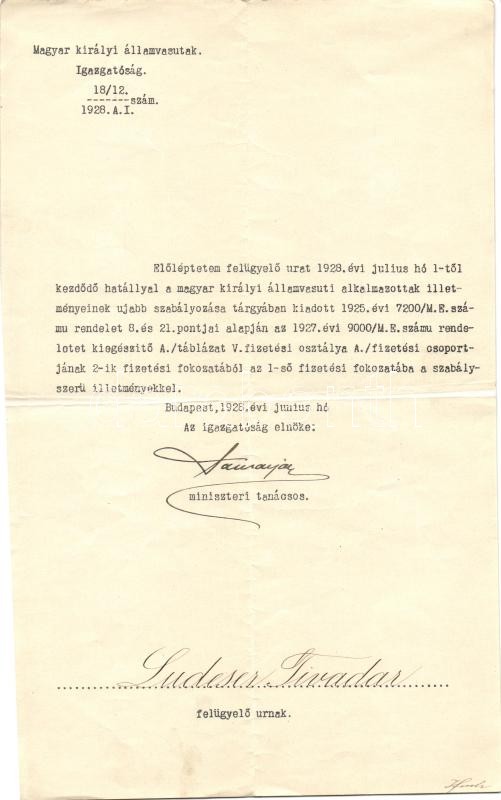 Magyar királyi államvasutak.
Igazgatóság.
18/12.
-------szám.
1928.A.I.
Előléptetem felügyelő urat 1928.évi julius hó 1-től
kezdődő hatállyal a magyar királyi államvasuti alkalmazottak illet-
ményeinek ujabb szabályozása tárgyában kiadott 1925.évi 7200/M.E.szá-
mu rendelet 8.és 21.pontjai alapján az 1927.évi 9000/M.E.számu rende-
letet kiegészitő A./táblázat V.fizetési osztálya A./fizetési csoport-
jának 2-ik fizetési fokozatából az 1-ső fizetési fokozatába a szabály-
szerü illetményekkel.
Budapest,1928.évi junius hó
Az igazgatóság elnöke:
miniszteri tanácsos.
Ludeser Tivadar
felügyelő urnak.